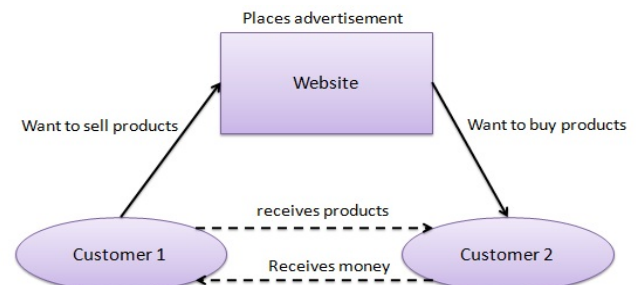 Places advertisement
Website
Want to sell products
Want to buy products
receives products
Customer 1
Customer 2
Receives money